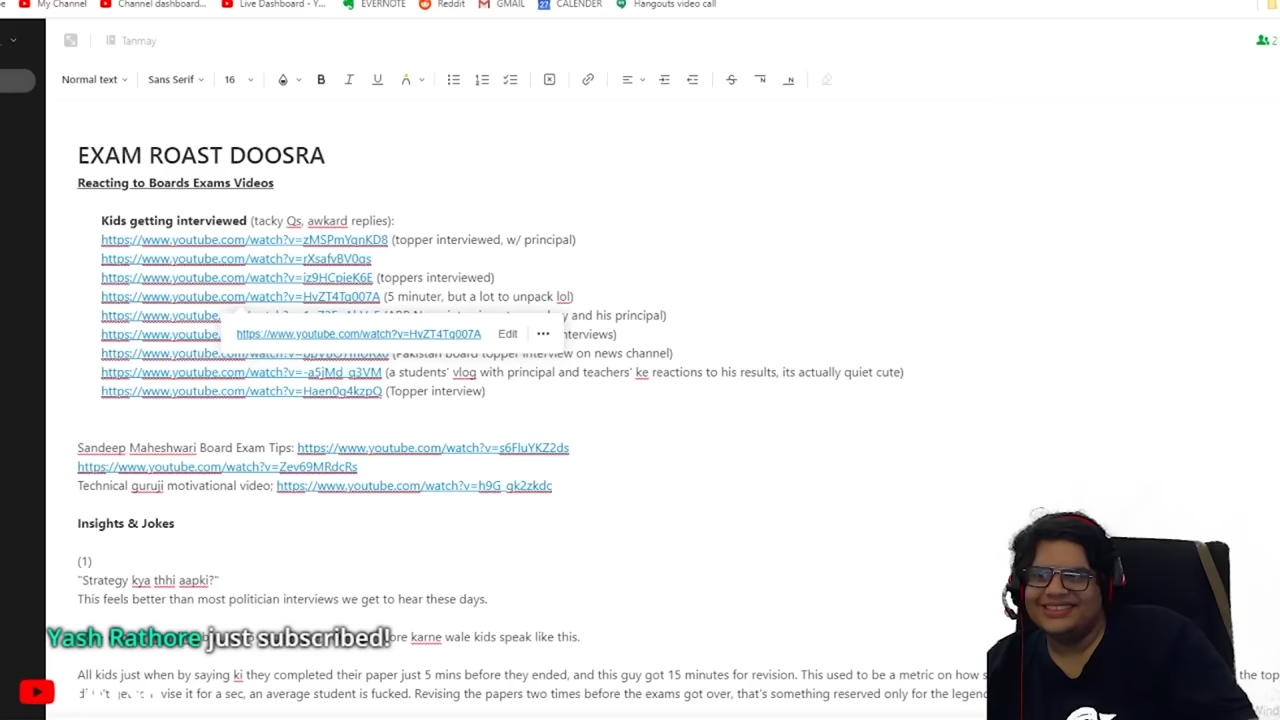 My Channel Channel dashboard... Live Dashboard - Y... EVERNOTE Reddit GMAIL 27 CALENDER Hangouts video call
Tanmay 2
Normal text Sans Serif 16 B I U A
EXAM ROAST DOOSRA
Reacting to Boards Exams Videos
Kids getting interviewed (tacky Qs, awkard replies):
https://www.youtube.com/watch?v=zMSPmYqnKD8 (topper interviewed, w/ principal)
https://www.youtube.com/watch?v=rXsafvBV0qs
https://www.youtube.com/watch?v=iz9HCpieK6E (toppers interviewed)
https://www.youtube.com/watch?v=HvZT4Tq007A (5 minuter, but a lot to unpack lol)
https://www.youtube. and his principal)
https://www.youtube. https://www.youtube.com/watch?v=HvZT4Tq007A Edit ••• interviews)
https://www.youtube. (Pakistan board topper interview on news channel)
https://www.youtube.com/watch?v=-a5jMd_q3VM (a students' vlog with principal and teachers' ke reactions to his results, its actually quiet cute)
https://www.youtube.com/watch?v=Haen0q4kzpQ (Topper interview)
Sandeep Maheshwari Board Exam Tips: https://www.youtube.com/watch?v=s6FluYKZ2ds
https://www.youtube.com/watch?v=Zev69MRdcRs
Technical guruji motivational video; https://www.youtube.com/watch?v=h9G_gk2zkdc
Insights & Jokes
(1)
"Strategy kya thhi aapki?"
This feels better than most politician interviews we get to hear these days.
Yash Rathore just subscribed! karne wale kids speak like this.
All kids just when by saying ki they completed their paper just 5 mins before they ended, and this guy got 15 minutes for revision. This used to be a metric on how the top
vise it for a sec, an average student is fucked. Revising the papers two times before the exams got over, that's something reserved only for the legen